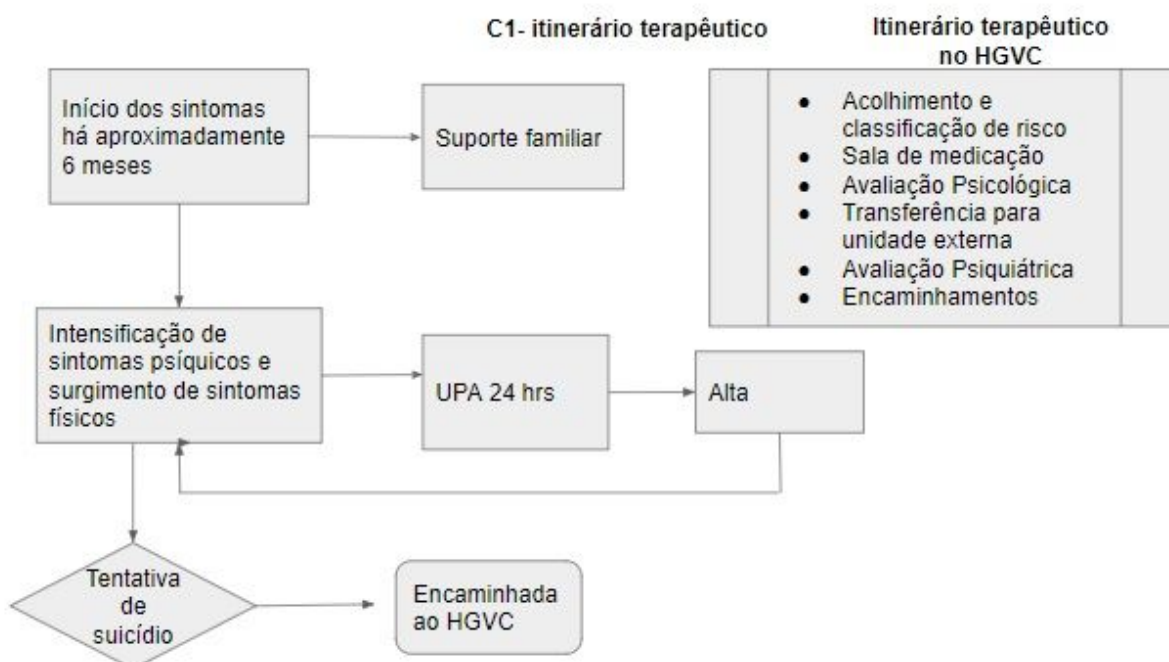 C1- itinerário terapêutico
Itinerário terapêutico
no HGVC
Início dos sintomas
há aproximadamente
6 meses
Suporte familiar
● Acolhimento e
classificação de risco
● Sala de medicação
● Avaliação Psicológica
● Transferência para
unidade externa
● Avaliação Psiquiátrica
● Encaminhamentos
Intensificação de
sintomas psíquicos e
surgimento de sintomas
físicos
UPA 24 hrs
Alta
Tentativa
de
suicídio
Encaminhada
ao HGVC